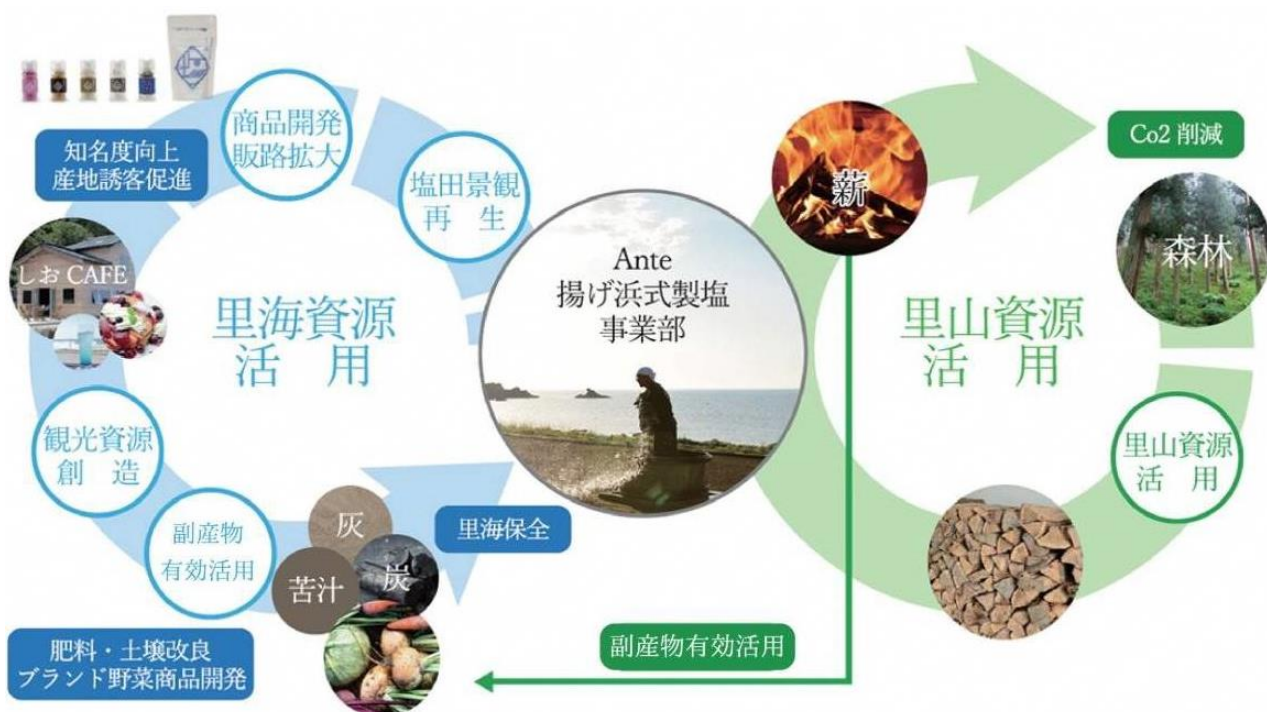 商品開発
販路拡大
知名度向上
産地誘客促進
塩田景観
再 生
しお CAFE
里海資源
活 用
観光資源
創 造
副産物
有効活用
灰
苦汁
炭
里海保全
肥料・土壌改良
ブランド野菜商品開発
Ante
揚げ浜式製塩
事業部
薪
Co2 削減
森林
里山資源
活 用
里山資源
活 用
副産物有効活用